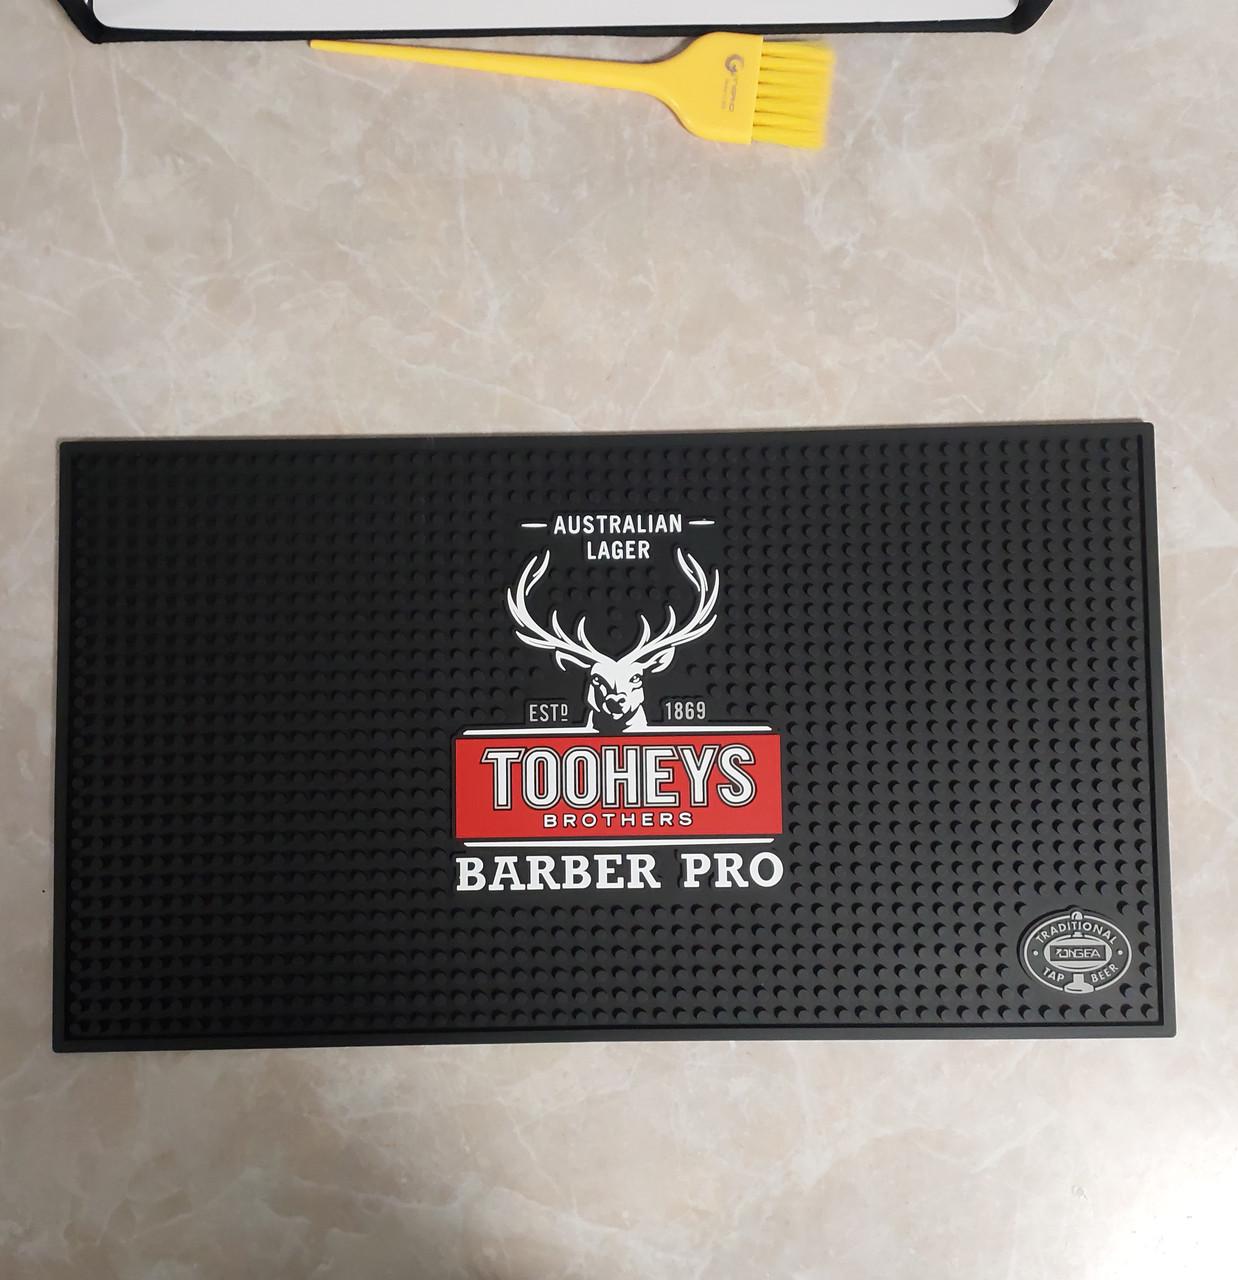 AUSTRALIAN
LAGER
ESTD 1869
TOOHEYS
BROTHERS
BARBER PRO
TRADITIONAL
TAP BEER